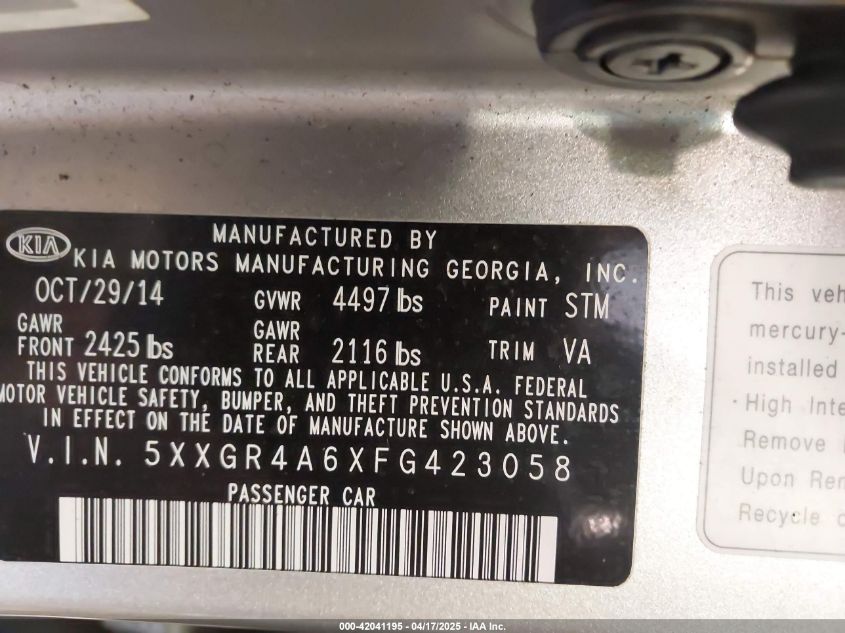 MANUFACTURED BY
KIA KIA MOTORS MANUFACTURING GEORGIA, INC.
OCT/29/14 GVWR 4497 lbs PAINT STM
GAWR FRONT 2425 lbs GAWR REAR 2116 lbs TRIM VA
THIS VEHICLE CONFORMS TO ALL APPLICABLE U.S.A. FEDERAL
MOTOR VEHICLE SAFETY, BUMPER, AND THEFT PREVENTION STANDARDS
IN EFFECT ON THE DATE OF MANUFACTURE SHOWN ABOVE.
V.I.N. 5XXGR4A6XFG423058
PASSENGER CAR
This veh
mercury-
installed
· High Inte
Remove
Upon Rem
Recycle
000-42041195 - 04/17/2025 - IAA Inc.